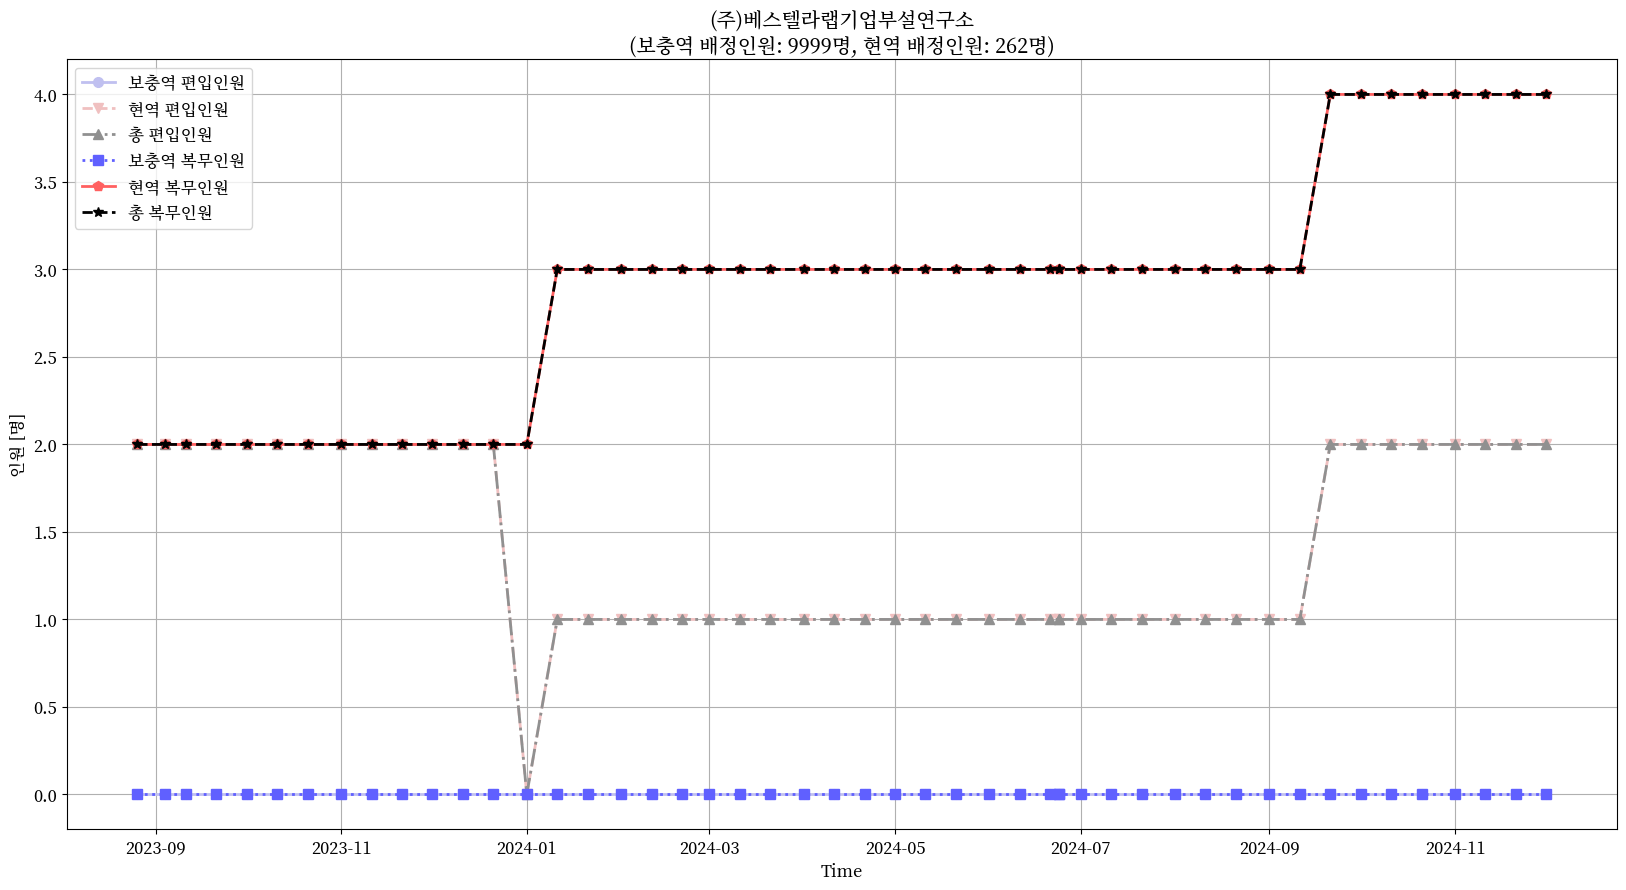 (주)베스텔라랩기업부설연구소
(보충역 배정인원: 9999명, 현역 배정인원: 262명)
보충역 편입인원
현역 편입인원
총 편입인원
보충역 복무인원
현역 복무인원
총 복무인원
4.0
3.5
3.0
2.5
2.0
1.5
1.0
0.5
0.0
인원 [명]
2023-09 2023-11 2024-01 2024-03 2024-05 2024-07 2024-09 2024-11
Time